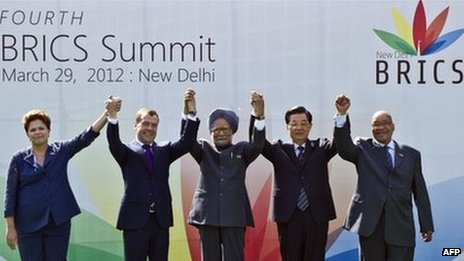 FOURTH
BRICS Summit
March 29, 2012 : New Delhi
New Delhi
BRICS
AFP